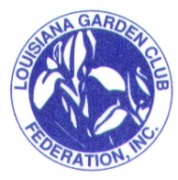 LOUISIANA GARDEN CLUB
FEDERATION, INC.